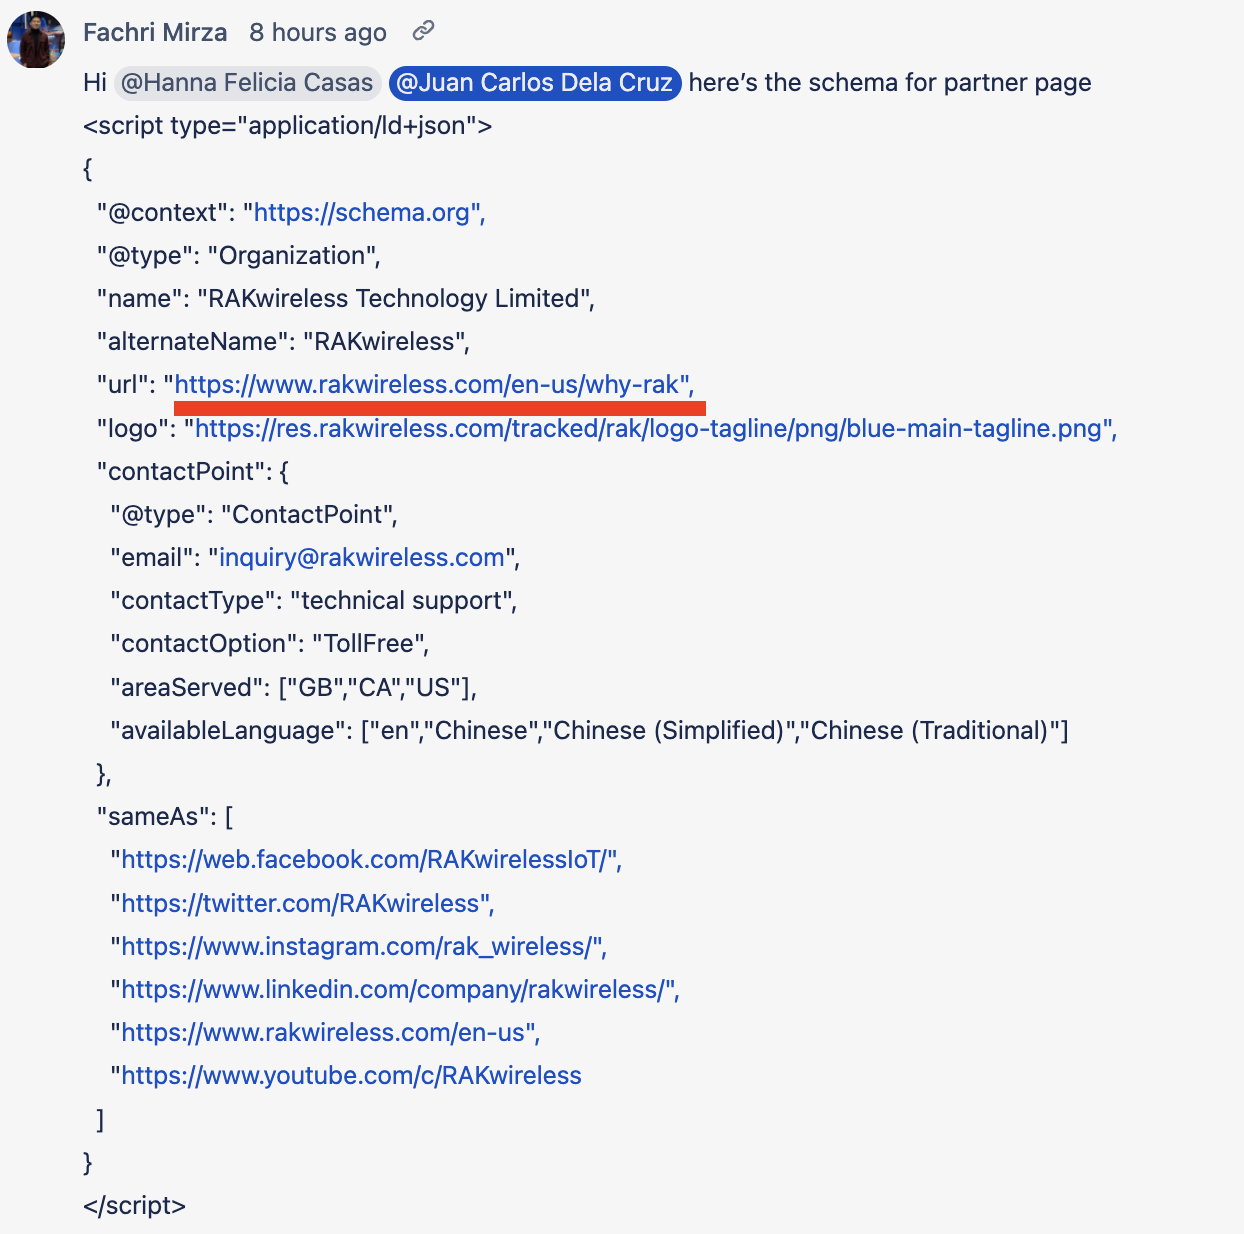 Fachri Mirza 8 hours ago
Hi @Hanna Felicia Casas @Juan Carlos Dela Cruz here’s the schema for partner page
<script type="application/ld+json">
{
"@context": "https://schema.org",
"@type": "Organization",
"name": "RAKwireless Technology Limited",
"alternateName": "RAKwireless",
"url": "https://www.rakwireless.com/en-us/why-rak",
"logo": "https://res.rakwireless.com/tracked/rak/logo-tagline/png/blue-main-tagline.png",
"contactPoint": {
"@type": "ContactPoint",
"email": "inquiry@rakwireless.com",
"contactType": "technical support",
"contactOption": "TollFree",
"areaServed": ["GB","CA","US"],
"availableLanguage": ["en","Chinese","Chinese (Simplified)","Chinese (Traditional)"]
},
"sameAs": [
"https://web.facebook.com/RAKwirelessIoT/",
"https://twitter.com/RAKwireless",
"https://www.instagram.com/rak_wireless/",
"https://www.linkedin.com/company/rakwireless/",
"https://www.rakwireless.com/en-us",
"https://www.youtube.com/c/RAKwireless
]
}
</script>